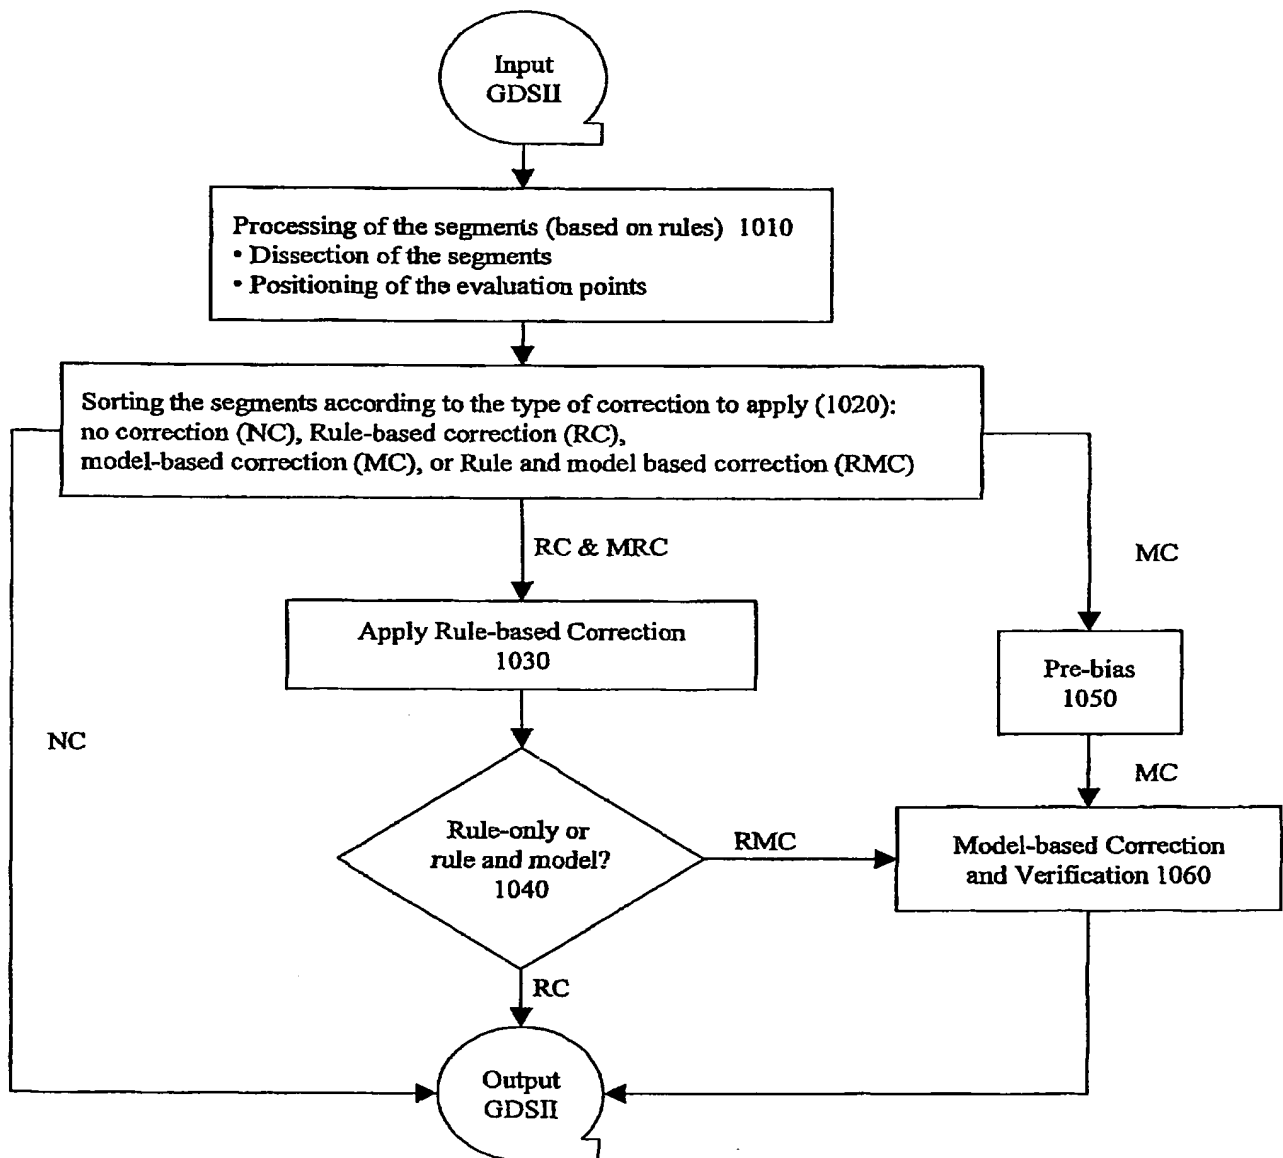 Input
GDSII
Processing of the segments (based on rules) 1010
• Dissection of the segments
• Positioning of the evaluation points
Sorting the segments according to the type of correction to apply (1020):
no correction (NC), Rule-based correction (RC),
model-based correction (MC), or Rule and model based correction (RMC)
RC & MRC
MC
Apply Rule-based Correction
1030
Pre-bias
1050
NC
MC
Rule-only or
rule and model?
1040
RMC
Model-based Correction
and Verification 1060
RC
Output
GDSII